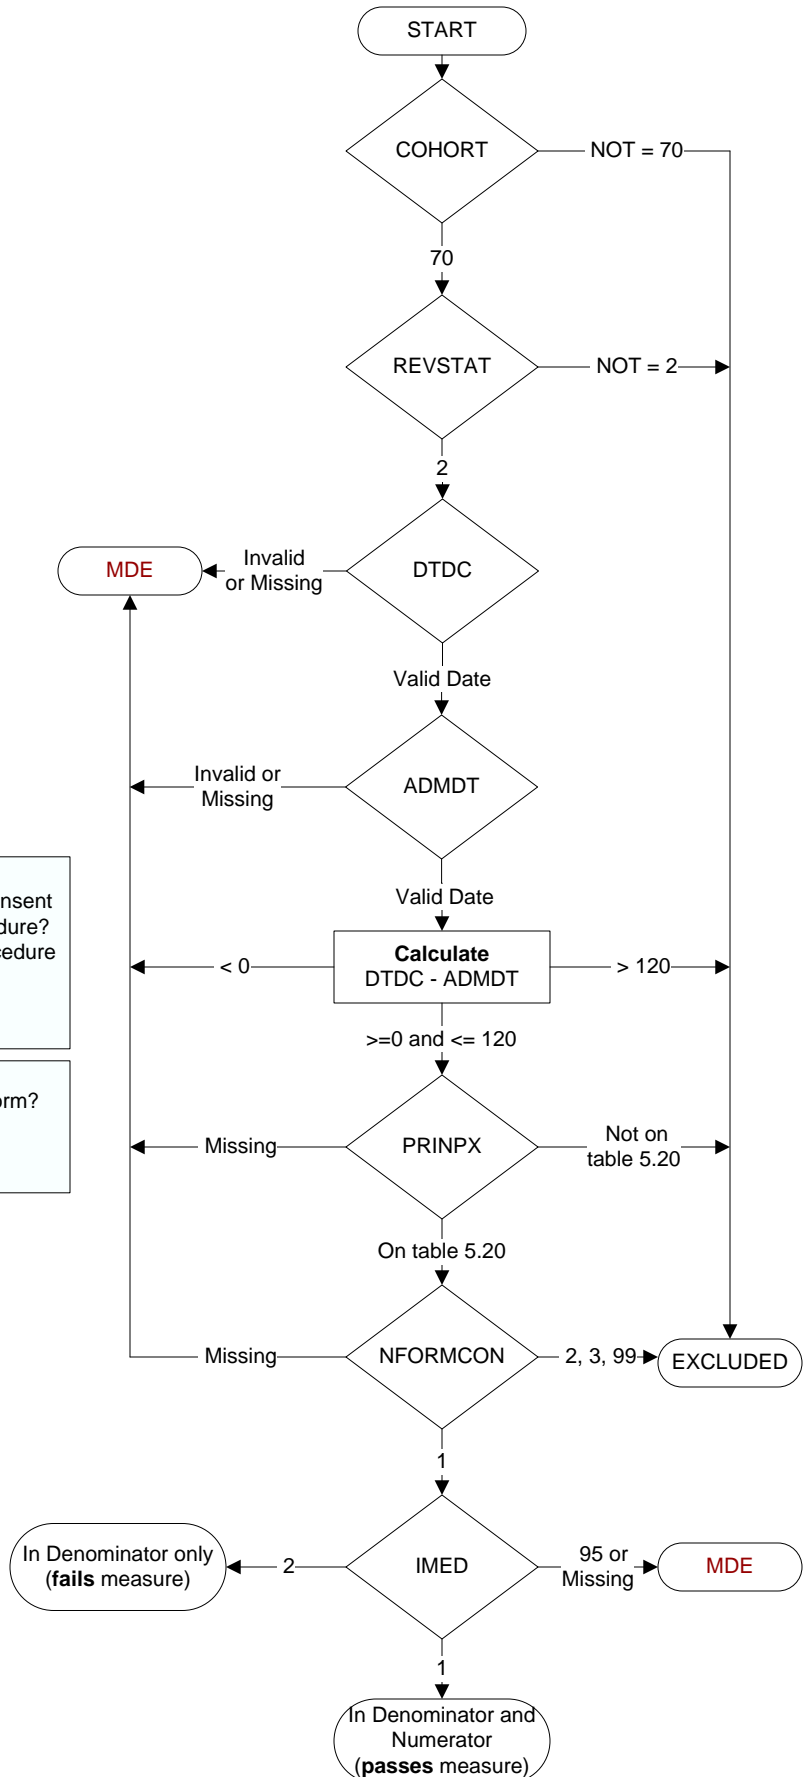 START
COHORT
NOT = 70
70
REVSTAT
NOT = 2
2
MDE
Invalid
or Missing
DTDC
Valid Date
Invalid or
Missing
ADMDT
Valid Date
< 0
Calculate
DTDC - ADMDT
> 120
>=0 and <= 120
Missing
PRINPX
Not on
table 5.20
On table 5.20
Missing
NFORMCON
2, 3, 99
EXCLUDED
1
In Denominator only
(fails measure)
2
IMED
95 or
Missing
MDE
1
In Denominator and
Numerator
(passes measure)